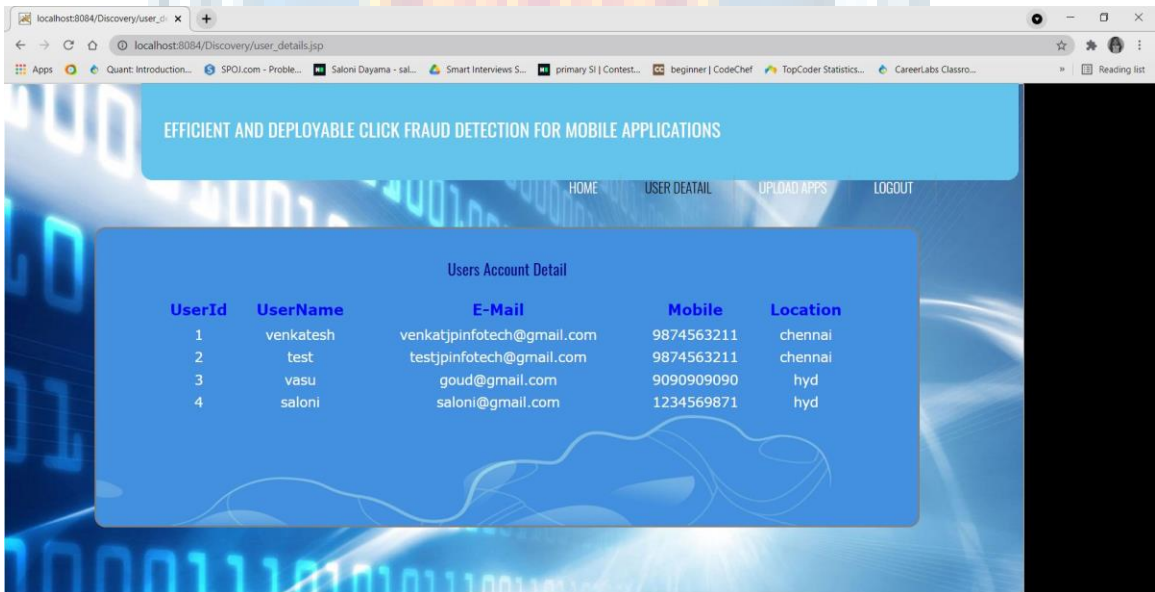 localhost:8084/Discovery/user_d
localhost:8084/Discovery/user_details.jsp
Apps Quant: Introduction... SPOJ.com - Proble... Saloni Dayama - sal... Smart Interviews S... primary SI | Contest... beginner | CodeChef TopCoder Statistics... CareerLabs Classro... » Reading list
EFFICIENT AND DEPLOYABLE CLICK FRAUD DETECTION FOR MOBILE APPLICATIONS
HOME USER DEATAIL UPLOAD APPS LOGOUT
Users Account Detail
UserId UserName E-Mail Mobile Location
1 venkatesh venkatjpinfotech@gmail.com 9874563211 chennai
2 test testjpinfotech@gmail.com 9874563211 chennai
3 vasu goud@gmail.com 9090909090 hyd
4 saloni saloni@gmail.com 1234569871 hyd